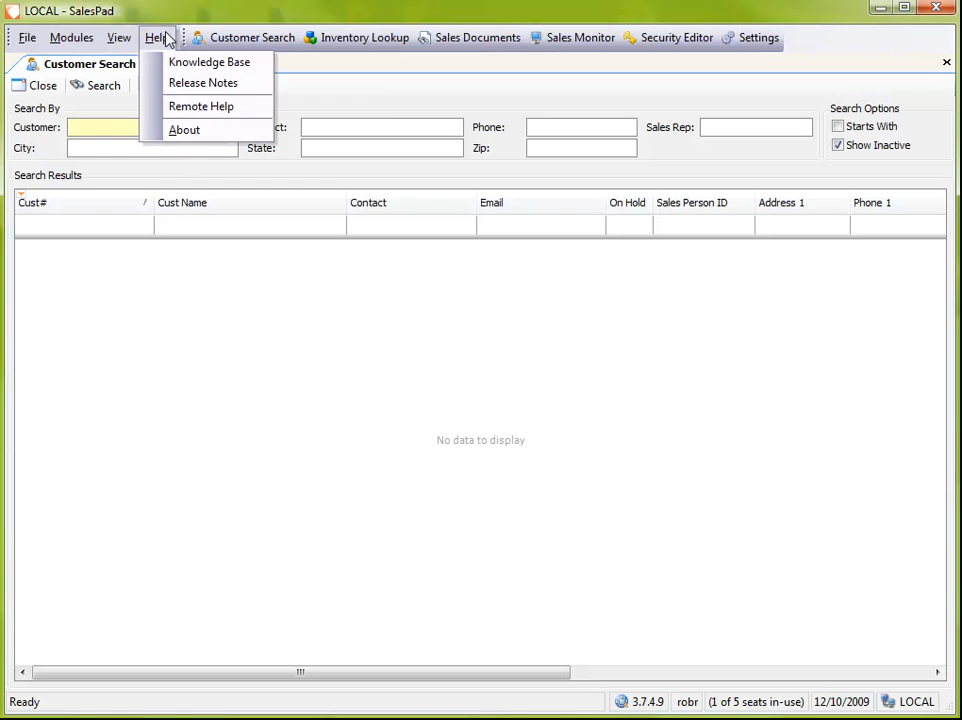 LOCAL - SalesPad
File Modules View Help Customer Search Inventory Lookup Sales Documents Sales Monitor Security Editor Settings
Customer Search
Knowledge Base
Close Search
Release Notes
Remote Help
About
Search By
Search Options
Customer: Phone: Sales Rep: Starts With
City: State: Zip: Show Inactive
Search Results
Cust# Cust Name Contact Email On Hold Sales Person ID Address 1 Phone 1
No data to display
Ready 3.7.4.9 robr (1 of 5 seats in-use) 12/10/2009 LOCAL